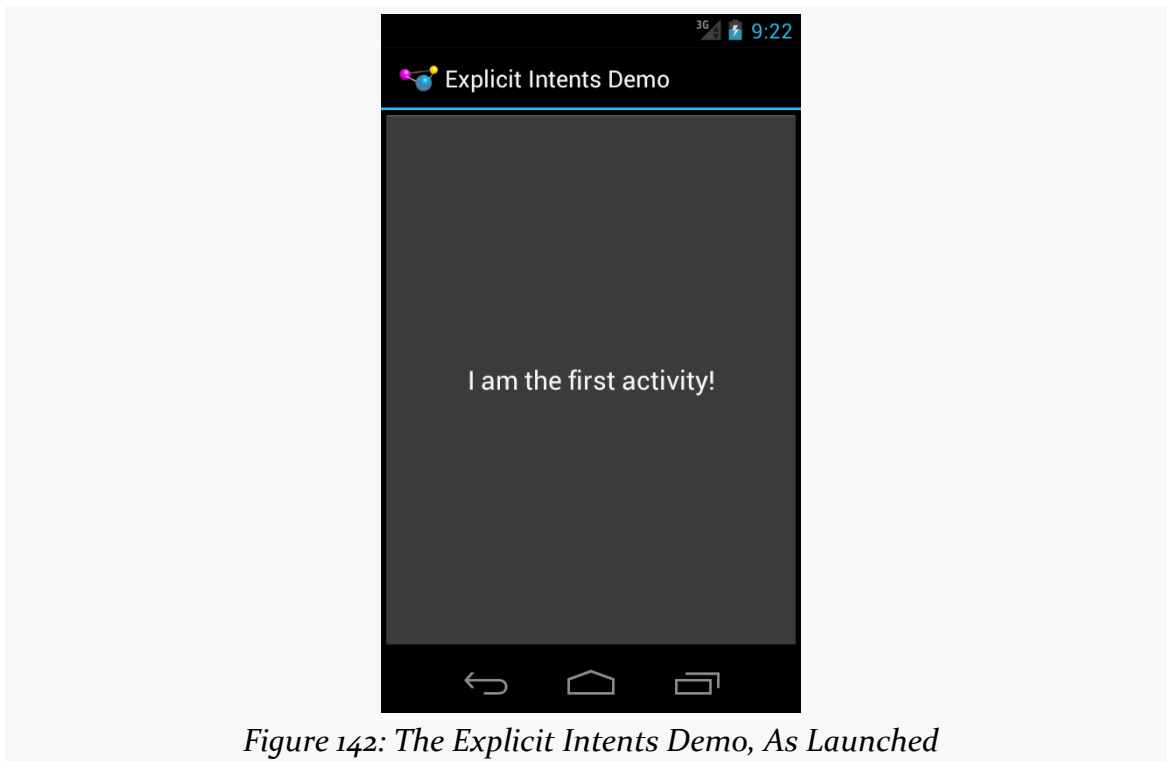 3G 9:22
Explicit Intents Demo
I am the first activity!
Figure 142: The Explicit Intents Demo, As Launched